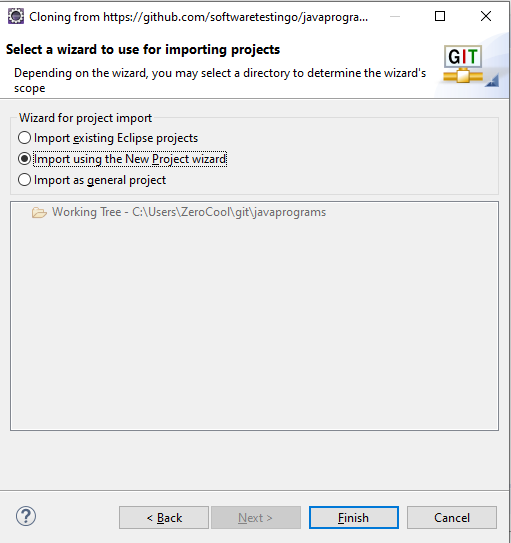 Cloning from https://github.com/softwaretestingo/javaprogra...
Select a wizard to use for importing projects
Depending on the wizard, you may select a directory to determine the wizard's
scope
GIT
Wizard for project import
Import existing Eclipse projects
Import using the New Project wizard
Import as general project
Working Tree - C:\Users\ZeroCool\git\javaprograms
?
< Back
Next >
Finish
Cancel